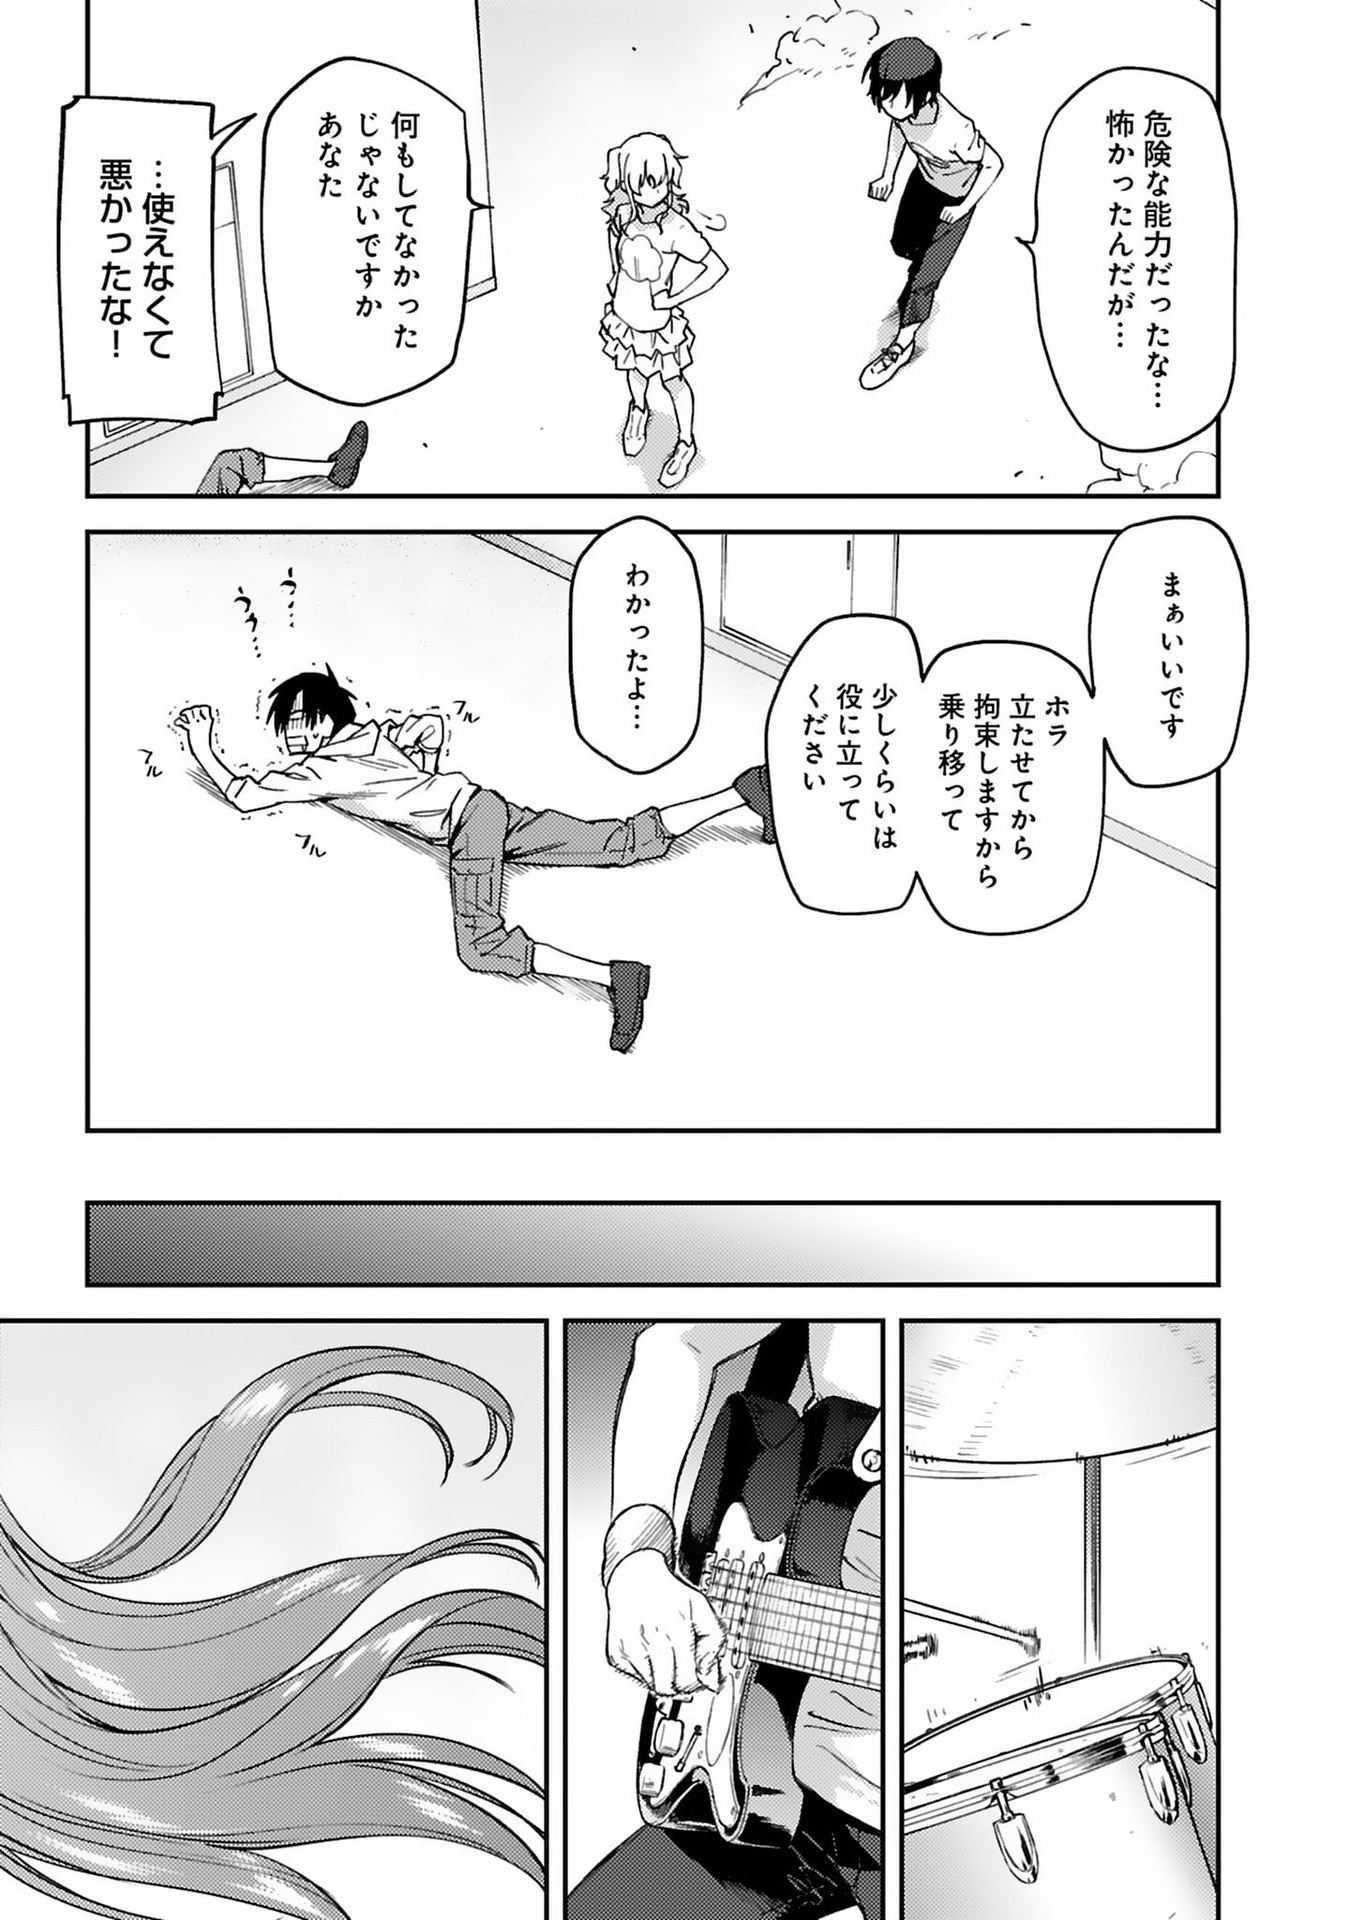 危険な能力だったな…
怖かったんだが…
何もしてなかった
じゃないですか
あなた
…使えなくて
悪かったな！
まぁいいです
ホラ
立たせてから
拘束しますから
乗り移って
少しくらいは
役に立って
ください
わかったよ…
うっ…
うぅ…
フル
フル
フル